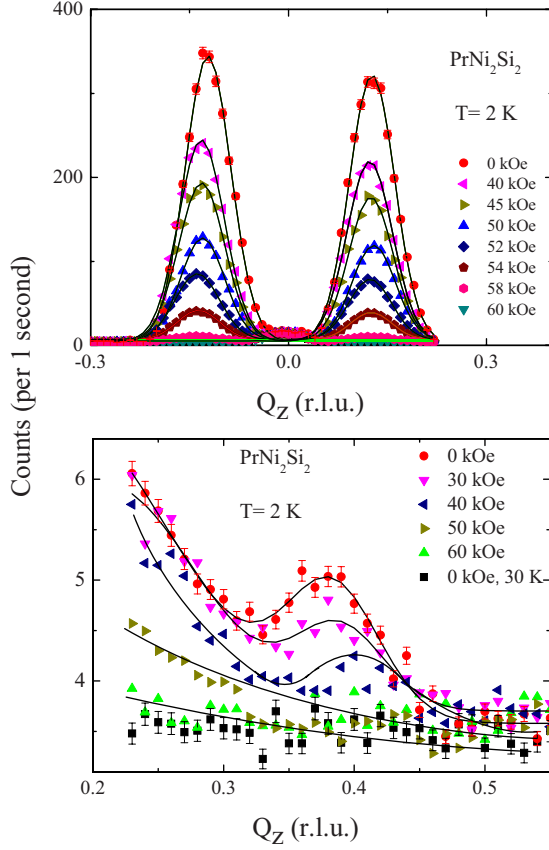 400
200
0
-0.3
0.0
0.3
PrNi2Si2
T= 2 K
0 kOe
40 kOe
45 kOe
50 kOe
52 kOe
54 kOe
58 kOe
60 kOe
QZ (r.l.u.)
Counts (per 1 second)
6
5
4
0.2
0.3
0.4
0.5
PrNi2Si2
T= 2 K
0 kOe
30 kOe
40 kOe
50 kOe
60 kOe
0 kOe, 30 K
QZ (r.l.u.)